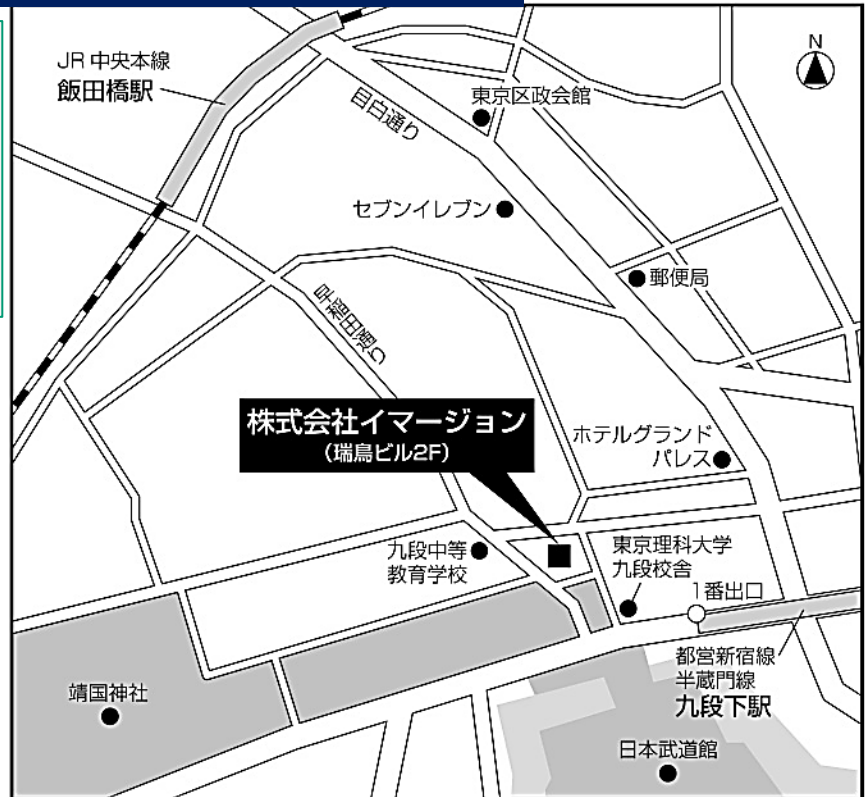 N
JR 中央本線
飯田橋駅
目白通り
東京区政会館
セブンイレブン
郵便局
早稲田通り
株式会社イマージョン
（瑞鳥ビル2F）
ホテルグランド
パレス
九段中等
教育学校
東京理科大学
九段校舎
1番出口
都営新宿線
半蔵門線
九段下駅
靖国神社
日本武道館